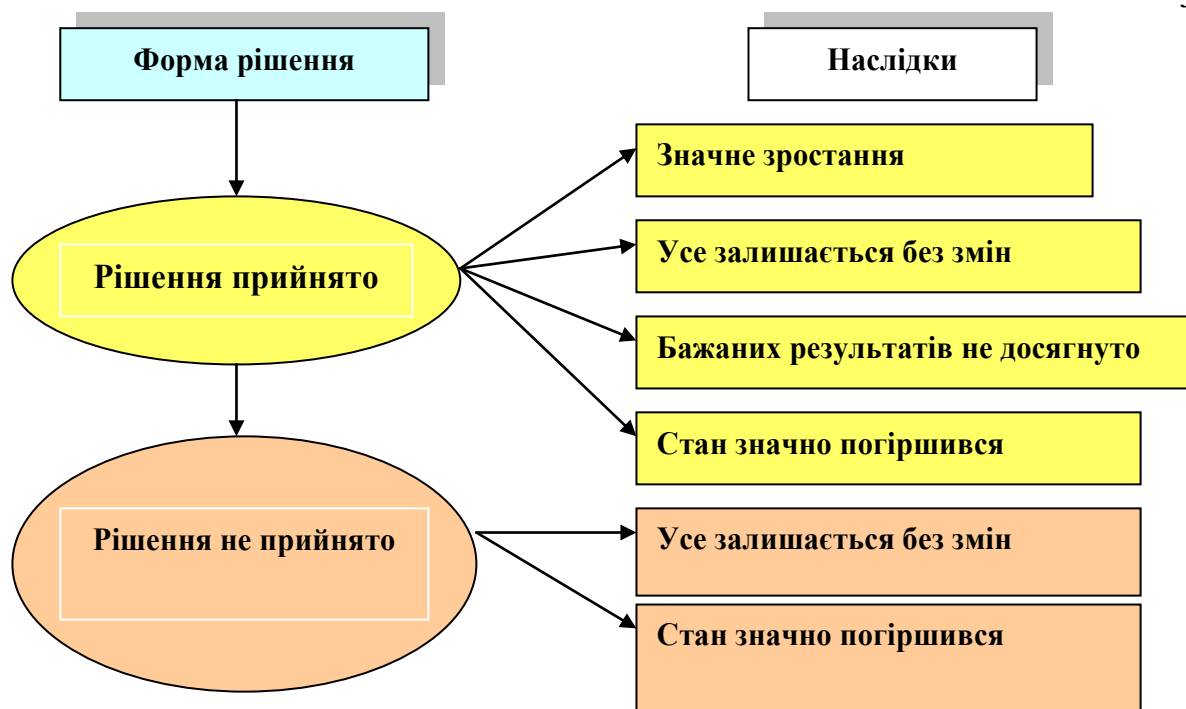 Форма рішення
Наслідки
Значне зростання
Усе залишається без змін
Рішення прийнято
Бажаних результатів не досягнуто
Стан значно погіршився
Рішення не прийнято
Усе залишається без змін
Стан значно погіршився